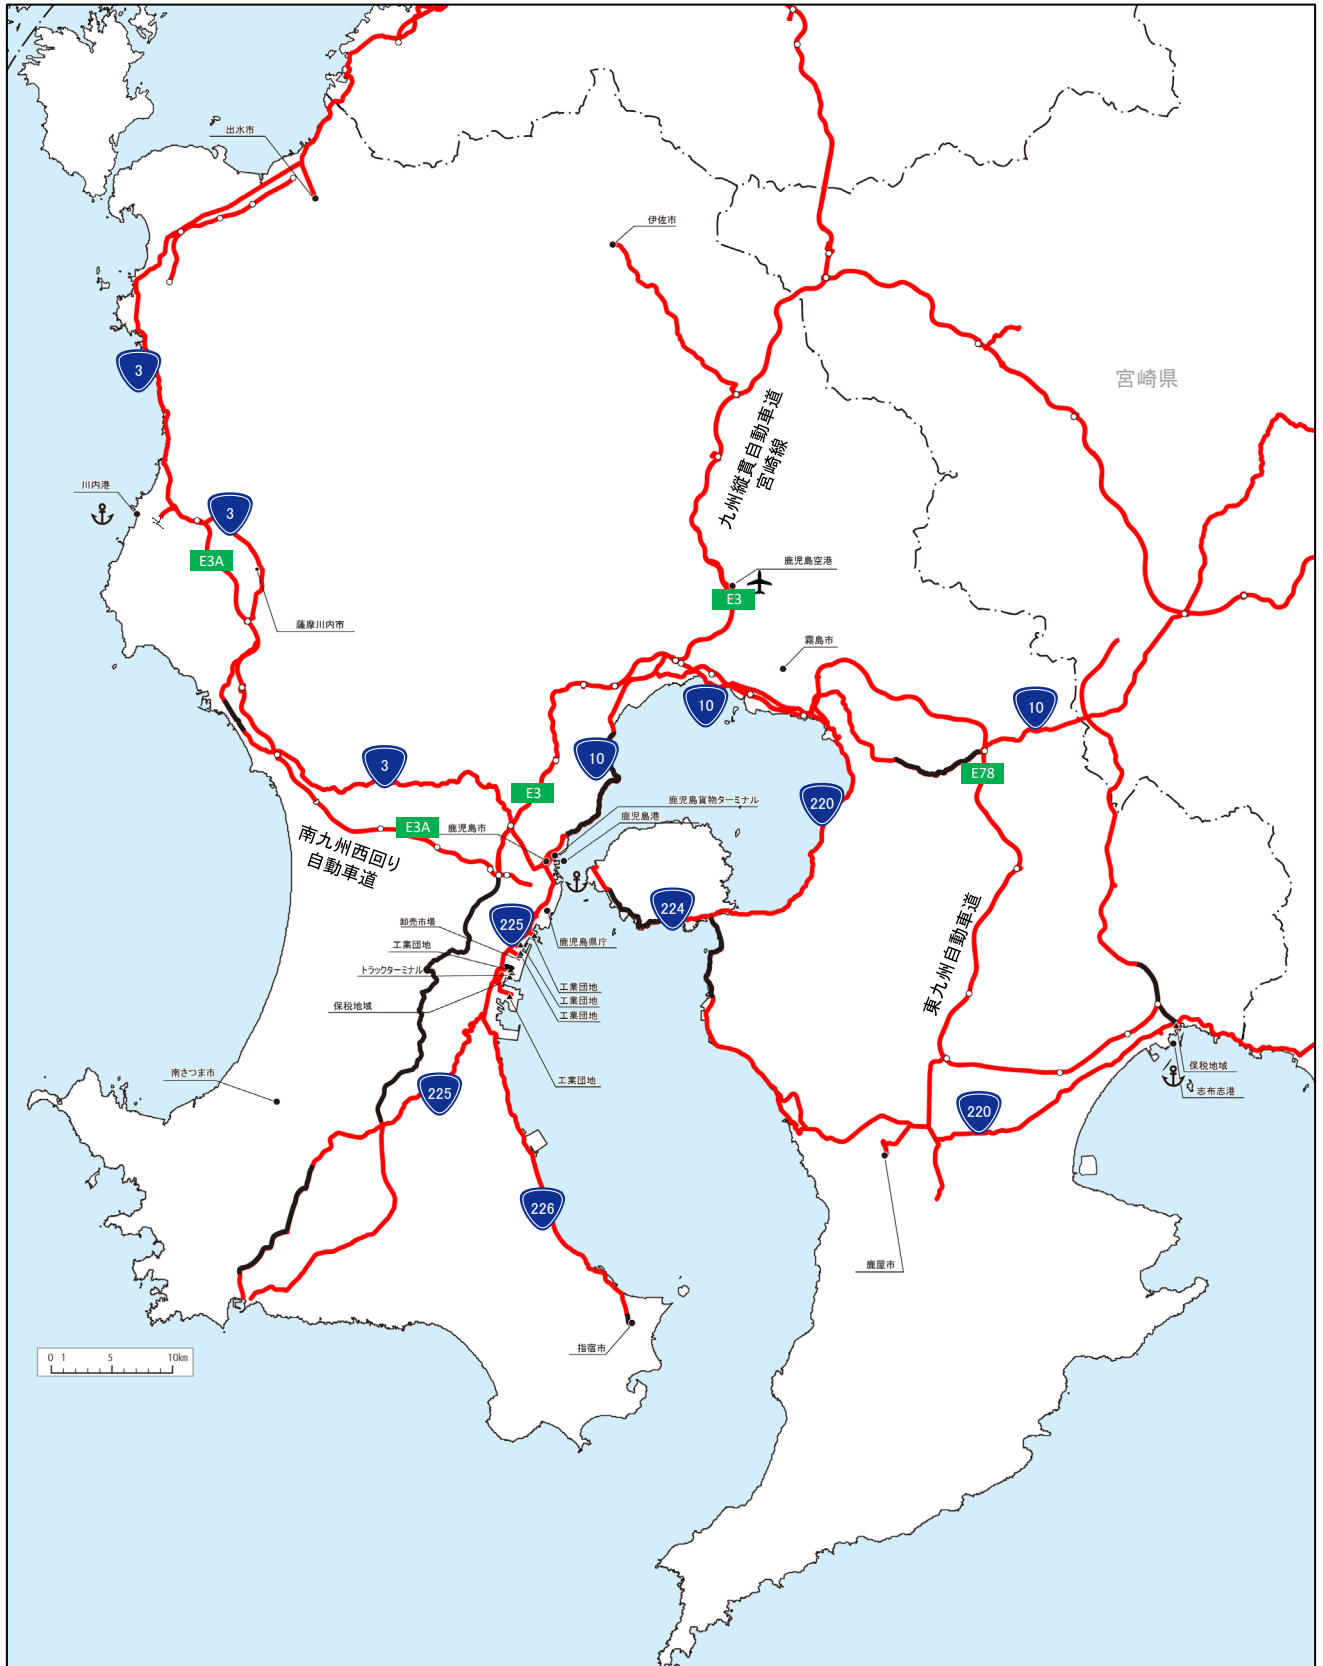 出水市
伊佐市
3
宮崎県
九州縦貫自動車道
宮崎線
川内港
3
E3A
鹿児島空港
E3
薩摩川内市
霧島市
10
10
10
3
E78
E3
220
鹿児島貨物ターミナル
鹿児島港
E3A
鹿児島市
南九州西回り
自動車道
224
東九州自動車道
225
卸売市場
鹿児島県庁
工業団地
トラックターミナル
工業団地
工業団地
工業団地
保税地域
保税地域
志布志港
南さつま市
工業団地
225
220
226
鹿屋市
指宿市
0 1 5 10km